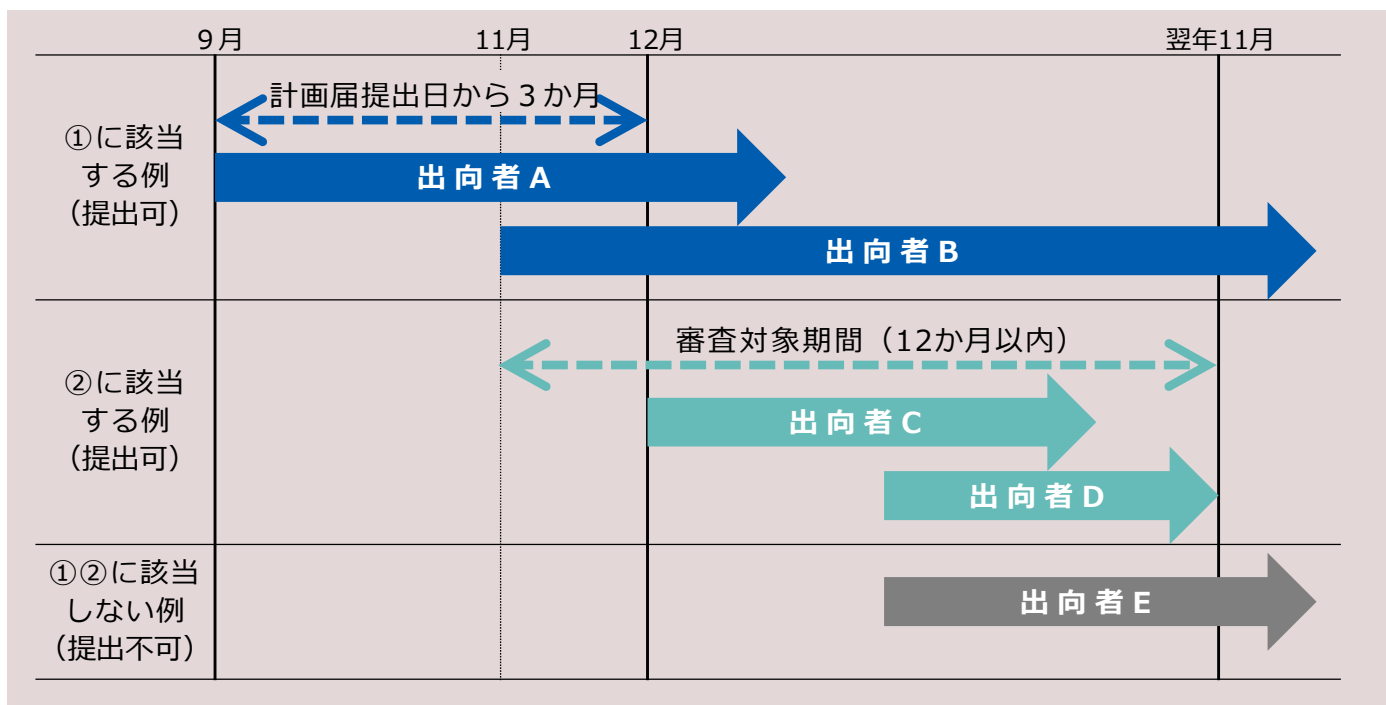 9月
11月
12月
翌年11月
計画届提出日から3か月
①に該当
する例
（提出可）
出向者A
出向者B
審査対象期間（12か月以内）
②に該当
する例
（提出可）
出向者C
出向者D
①②に該当
しない例
（提出不可）
出向者E